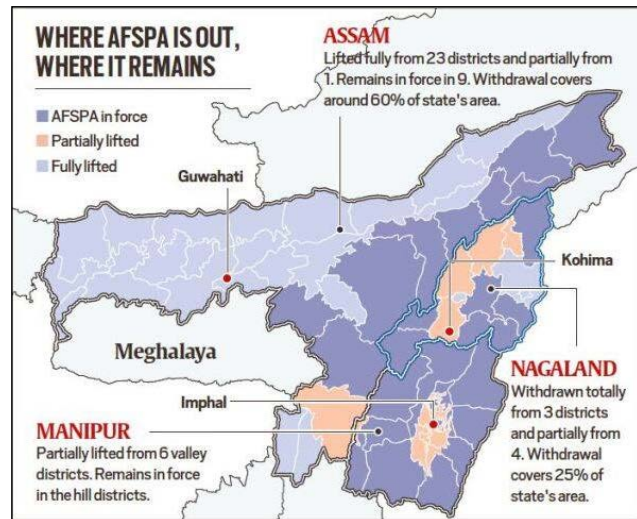 WHERE AFSPA IS OUT,
WHERE IT REMAINS
AFSPA in force
Partially lifted
Fully lifted
ASSAM
Lifted fully from 23 districts and partially from
1. Remains in force in 9. Withdrawal covers
around 60% of state's area.
Guwahati
Kohima
Meghalaya
NAGALAND
Withdrawn totally
from 3 districts
and partially from
4. Withdrawal
covers 25% of
state's area.
Imphal
MANIPUR
Partially lifted from 6 valley
districts. Remains in force
in the hill districts.